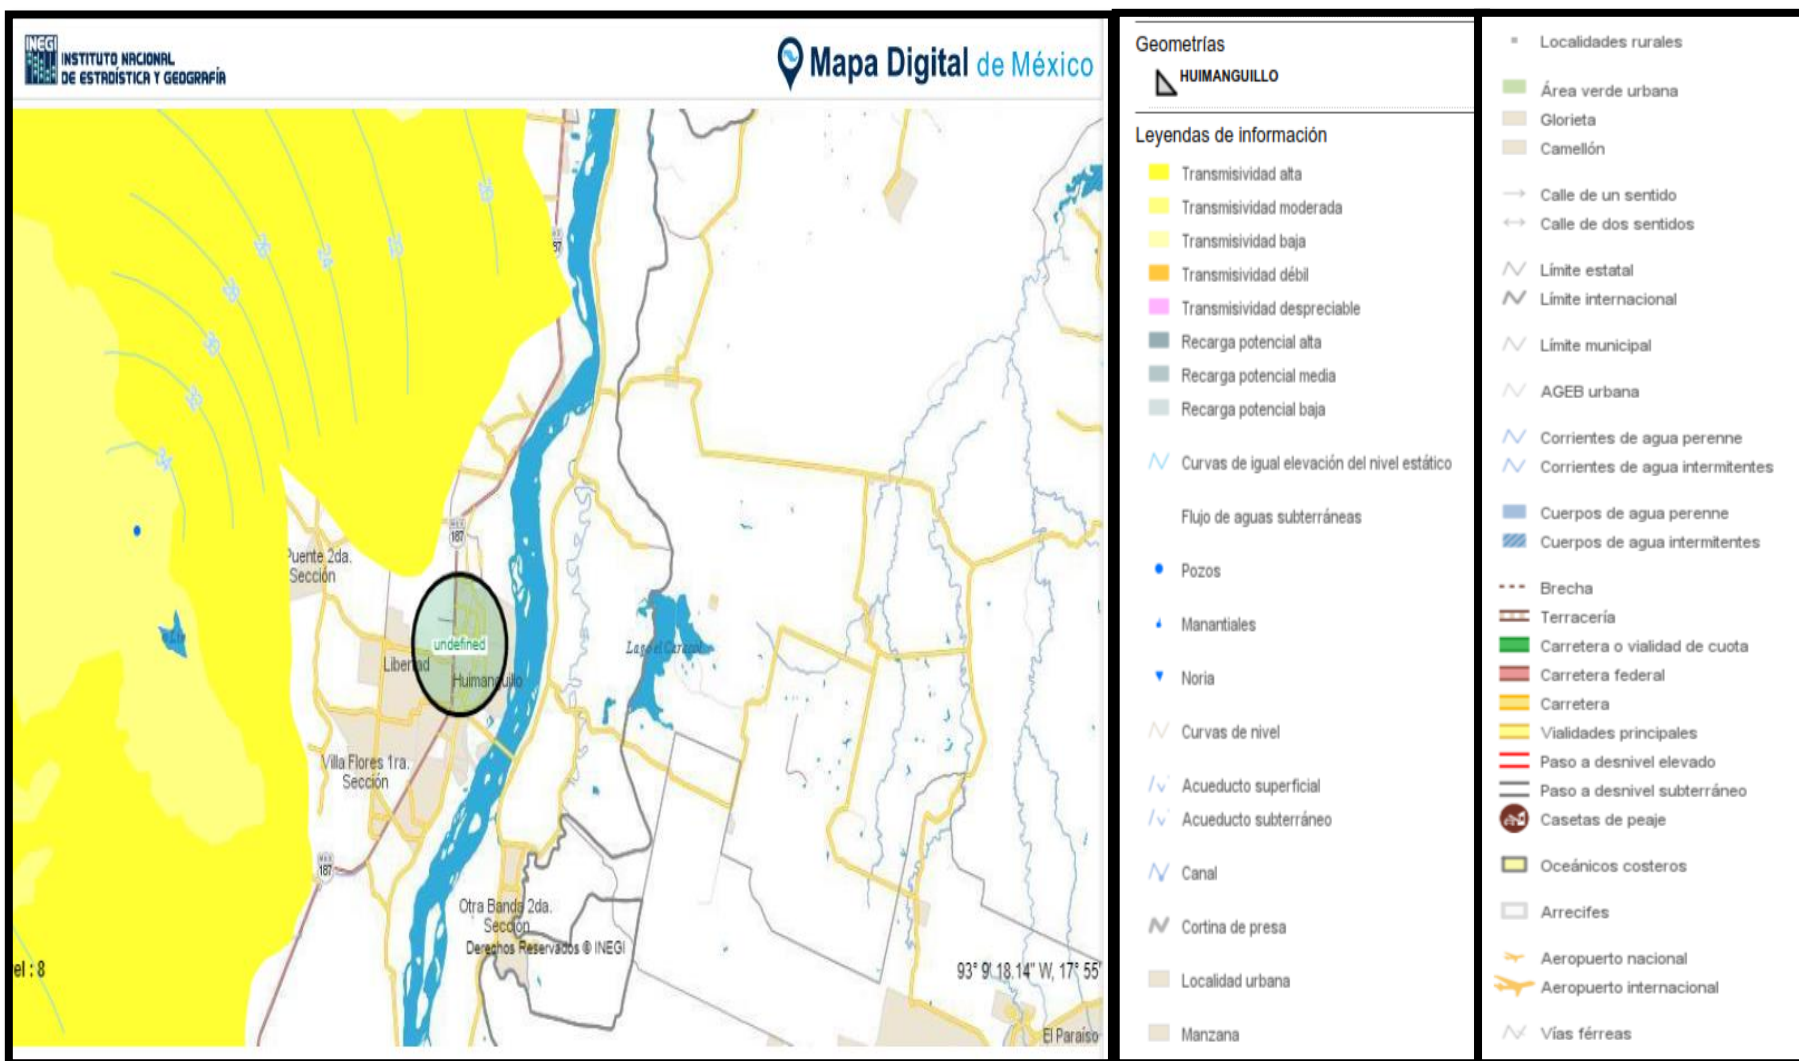 INEGI
INSTITUTO NACIONAL
DE ESTADÍSTICA Y GEOGRAFÍA
Mapa Digital de México
MEX
187
Puente 2da.
Sección
undefined
Libertad
Huimanguillo
Lago el Caracol
Villa Flores 1ra.
Sección
187
Otra Banda 2da.
Sección
Derechos Reservados © INEGI
el : 8
93° 9' 18.14" W, 17° 55'
El Paraíso
24
34
Geometrías
HUIMANGUILLO
Leyendas de información
Transmisividad alta
Transmisividad moderada
Transmisividad baja
Transmisividad débil
Transmisividad despreciable
Recarga potencial alta
Recarga potencial media
Recarga potencial baja
Curvas de igual elevación del nivel estático
Flujo de aguas subterráneas
Pozos
Manantiales
Noria
Curvas de nivel
Acueducto superficial
Acueducto subterráneo
Canal
Cortina de presa
Localidad urbana
Manzana
Localidades rurales
Área verde urbana
Glorieta
Camellón
Calle de un sentido
Calle de dos sentidos
Límite estatal
Límite internacional
Límite municipal
AGEB urbana
Corrientes de agua perenne
Corrientes de agua intermitentes
Cuerpos de agua perenne
Cuerpos de agua intermitentes
Brecha
Terracería
Carretera o vialidad de cuota
Carretera federal
Carretera
Vialidades principales
Paso a desnivel elevado
Paso a desnivel subterráneo
Casetas de peaje
Oceánicos costeros
Arrecifes
Aeropuerto nacional
Aeropuerto internacional
Vías férreas